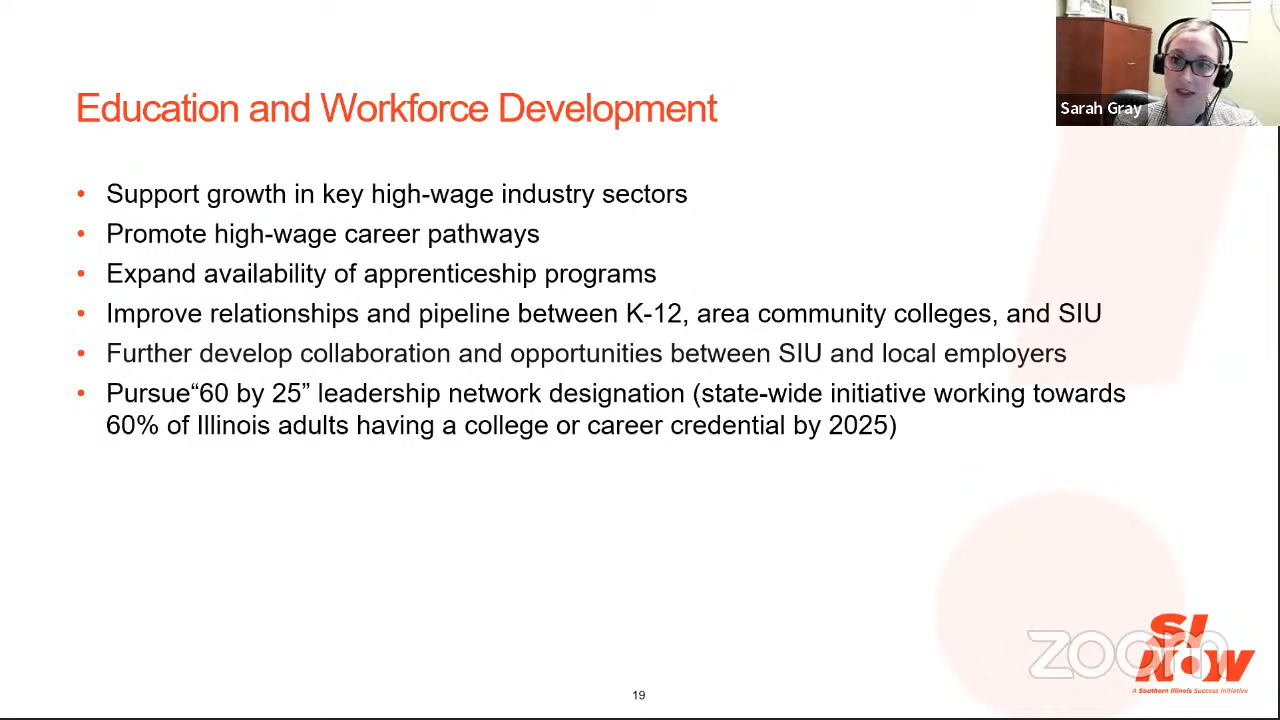 Sarah Gray
Education and Workforce Development
• Support growth in key high-wage industry sectors
• Promote high-wage career pathways
• Expand availability of apprenticeship programs
• Improve relationships and pipeline between K-12, area community colleges, and SIU
• Further develop collaboration and opportunities between SIU and local employers
• Pursue“60 by 25” leadership network designation (state-wide initiative working towards
60% of Illinois adults having a college or career credential by 2025)
zoom
SI
NOW
A Southern Illinois Success Initiative
19